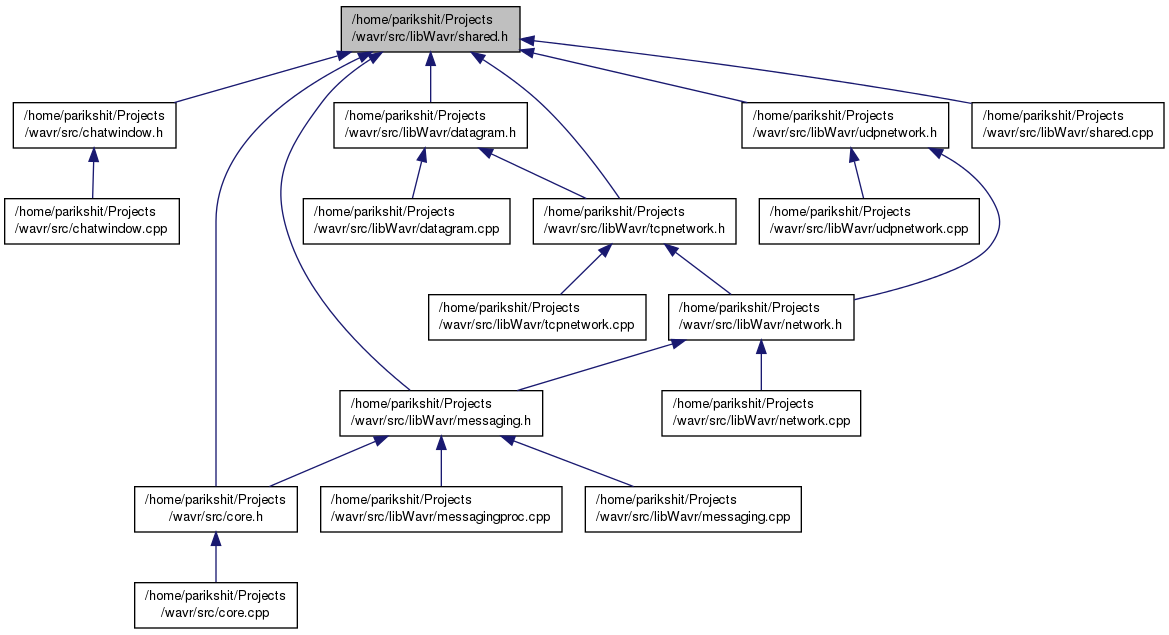 /home/parikshit/Projects
/wavr/src/libWavr/shared.h
/home/parikshit/Projects
/wavr/src/chatwindow.h
/home/parikshit/Projects
/wavr/src/libWavr/datagram.h
/home/parikshit/Projects
/wavr/src/libWavr/udpnetwork.h
/home/parikshit/Projects
/wavr/src/libWavr/shared.cpp
/home/parikshit/Projects
/wavr/src/chatwindow.cpp
/home/parikshit/Projects
/wavr/src/libWavr/datagram.cpp
/home/parikshit/Projects
/wavr/src/libWavr/tcpnetwork.h
/home/parikshit/Projects
/wavr/src/libWavr/udpnetwork.cpp
/home/parikshit/Projects
/wavr/src/libWavr/tcpnetwork.cpp
/home/parikshit/Projects
/wavr/src/libWavr/network.h
/home/parikshit/Projects
/wavr/src/libWavr/messaging.h
/home/parikshit/Projects
/wavr/src/libWavr/network.cpp
/home/parikshit/Projects
/wavr/src/core.h
/home/parikshit/Projects
/wavr/src/libWavr/messagingproc.cpp
/home/parikshit/Projects
/wavr/src/libWavr/messaging.cpp
/home/parikshit/Projects
/wavr/src/core.cpp